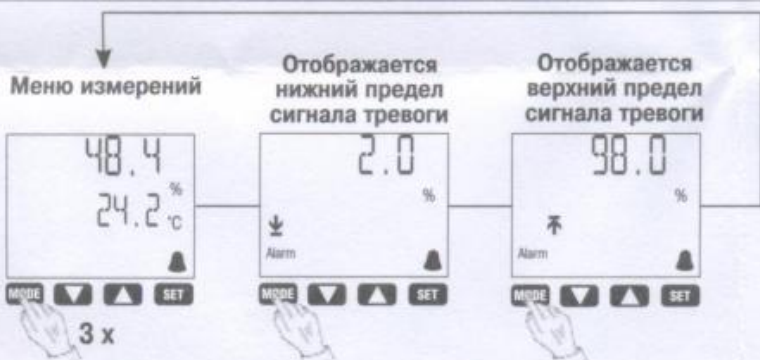 Меню измерений
48.4
%
24.2 °C
MODE SET
3 x
Отображается
нижний предел
сигнала тревоги
2.0
%
Alarm
MODE SET
Отображается
верхний предел
сигнала тревоги
98.0
%
Alarm
MODE SET